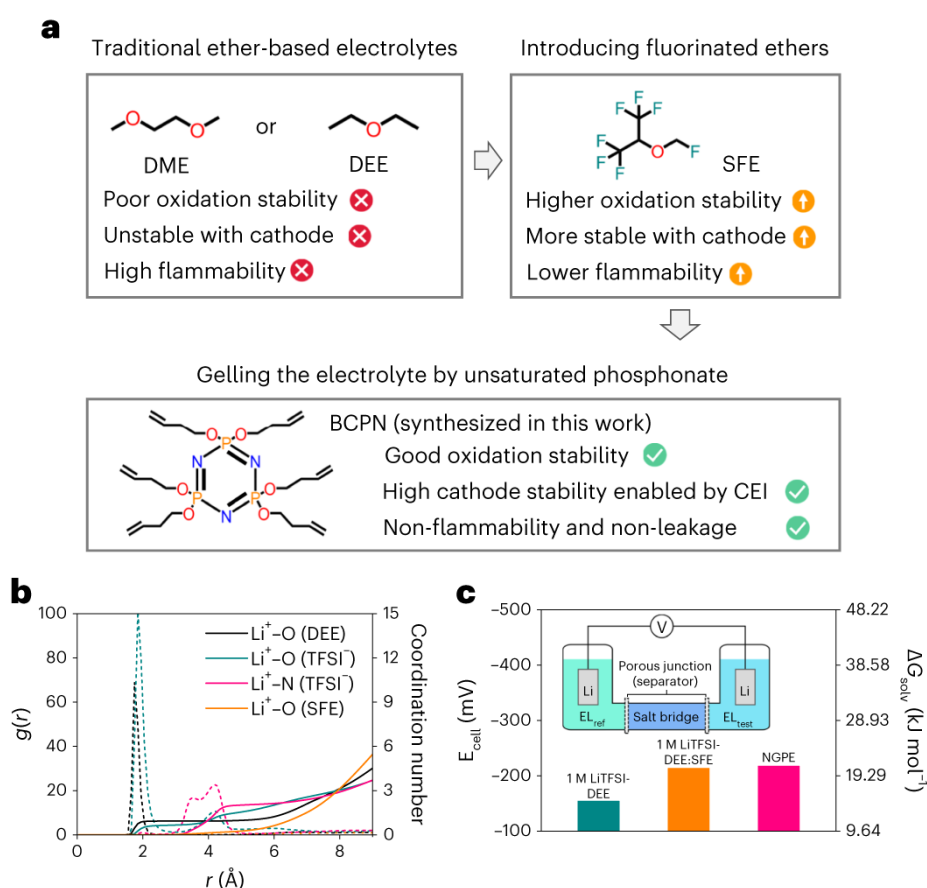 a
Traditional ether-based electrolytes
Introducing fluorinated ethers
O
O
or
O
DME
DEE
Poor oxidation stability
Unstable with cathode
High flammability
F
F
F
F
F
F
O
F
SFE
Higher oxidation stability
More stable with cathode
Lower flammability
Gelling the electrolyte by unsaturated phosphonate
O
O
P
N
N
O
P
P
O
O
N
O
BCPN (synthesized in this work)
Good oxidation stability
High cathode stability enabled by CEI
Non-flammability and non-leakage
b
100
80
60
40
20
0
g(r)
0
2
4
6
8
r (Å)
15
12
9
6
3
0
Coordination number
Li⁺–O (DEE)
Li⁺–O (TFSI⁻)
Li⁺–N (TFSI⁻)
Li⁺–O (SFE)
c
–500
–400
–300
–200
–100
E_cell (mV)
48.22
38.58
28.93
19.29
9.64
ΔG_solv (kJ mol⁻¹)
V
Porous junction
(separator)
Li
Li
EL_ref
Salt bridge
EL_test
1 M LiTFSI-
DEE
1 M LiTFSI-
DEE:SFE
NGPE